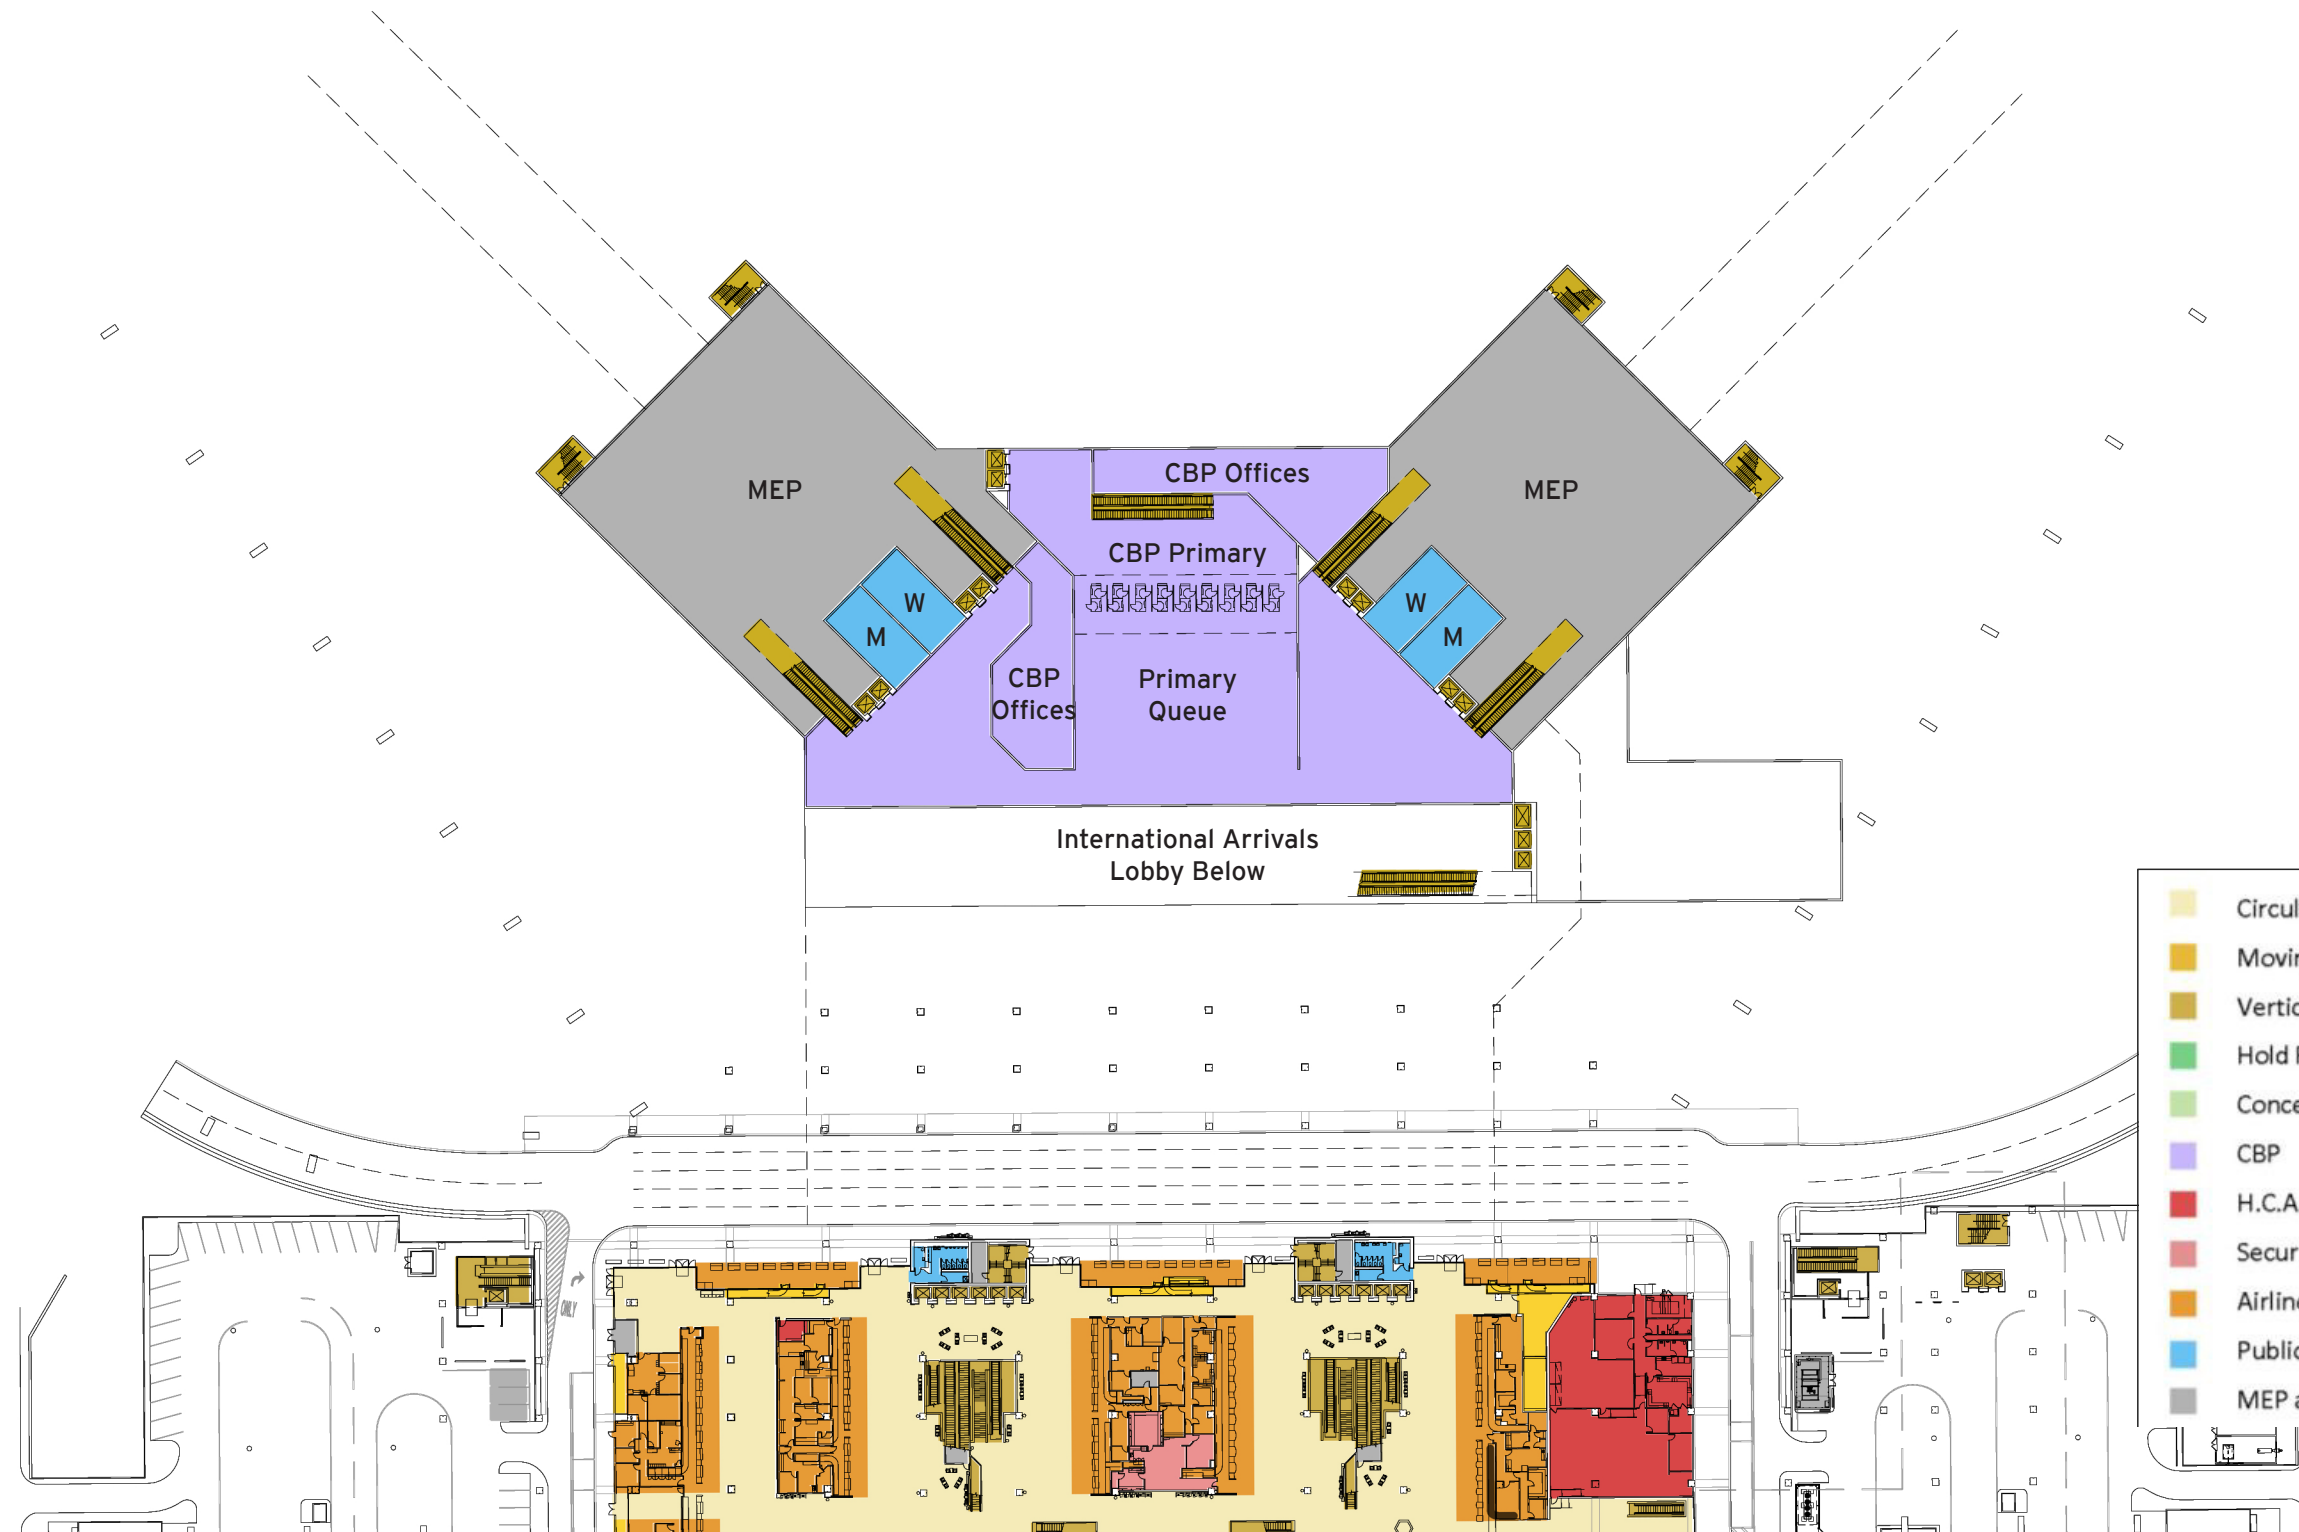 CBP Offices
MEP
MEP
CBP Primary
W
W
M
M
CBP
Offices
Primary
Queue
International Arrivals
Lobby Below
Circul
Movin
Vertic
Hold
Conce
CBP
H.C.A
Secur
Airline
Public
MEP a
ONLY